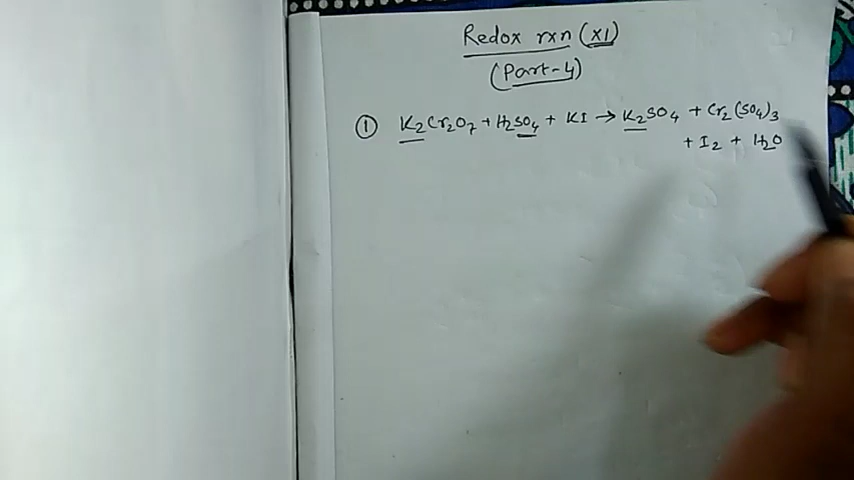 Redox rxn (XI)
(Part-4)
① K₂Cr₂O₇ + H₂SO₄ + KI → K₂SO₄ + Cr₂(SO₄)₃
+ I₂ + H₂O